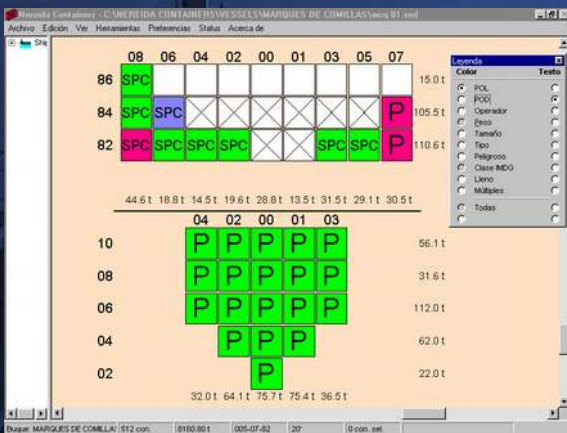 Nereida Containers - C:\NEREIDA CONTAINERS\VESSELS\MARQUES DE COMILLAS\mcq 01.esd
Archivo Edición Ver Herramientas Preferencias Status Acerca de
Ship
08 06 04 02 00 01 03 05 07
86 SPC 15.0 t
84 SPC SPC P 105.5 t
82 SPC SPC SPC SPC SPC SPC P 110.6 t
44.6 t 18.8 t 14.5 t 19.6 t 28.8 t 13.5 t 31.5 t 29.1 t 30.5 t
04 02 00 01 03
10 P P P P P 56.1 t
08 P P P P P 31.6 t
06 P P P P P 112.0 t
04 P P P 62.0 t
02 P 22.0 t
32.0 t 64.1 t 75.7 t 75.4 t 36.5 t
Leyenda
Color Texto
POL
POD
Operador
Peso
Tamaño
Tipo
Peligroso
Clase IMDG
Lleno
Múltiples
Todas
Buque: MARQUES DE COMILLA: 512 con. 8160.80 t 005-07-82 20' 0 con. sel.